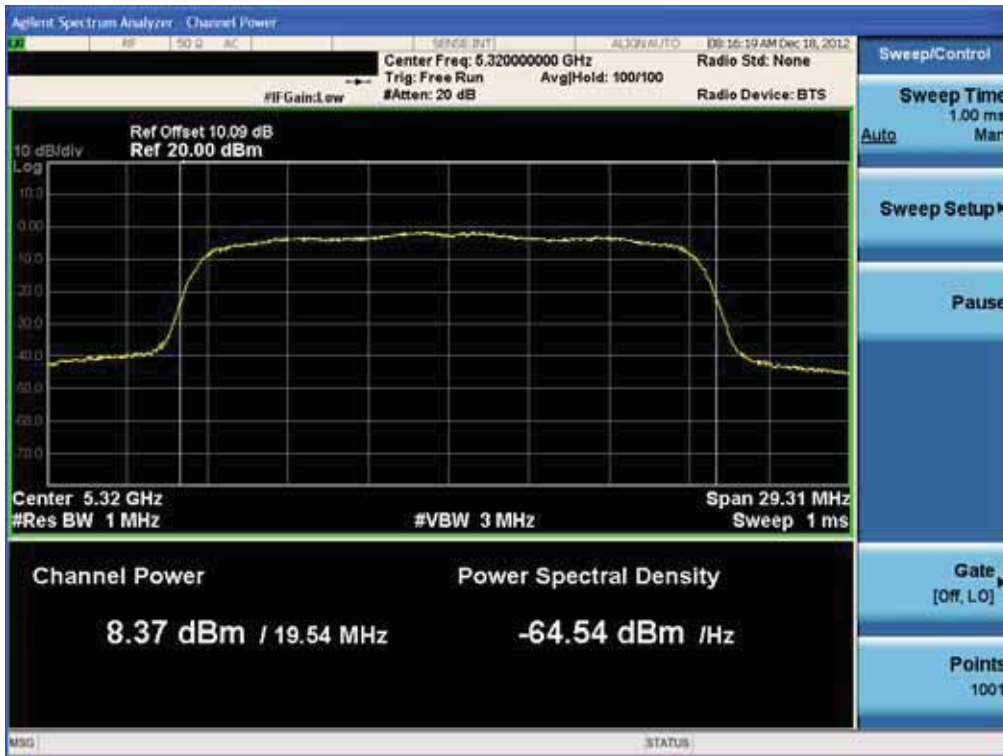 Agilent Spectrum Analyzer - Channel Power
LXI RF 50 Ω AC SENSE:INT ALIGN AUTO 08:16:19 AM Dec 18, 2012
Center Freq: 5.320000000 GHz Radio Std: None
Trig: Free Run Avg|Hold: 100/100
#IFGain:Low #Atten: 20 dB Radio Device: BTS
Ref Offset 10.09 dB
10 dB/div Ref 20.00 dBm
Log
10.0
0.00
-10.0
-20.0
-30.0
-40.0
-50.0
-60.0
-70.0
Center 5.32 GHz Span 29.31 MHz
#Res BW 1 MHz #VBW 3 MHz Sweep 1 ms
Channel Power Power Spectral Density
8.37 dBm / 19.54 MHz -64.54 dBm /Hz
MSG STATUS
Sweep/Control
Sweep Time
1.00 ms
Auto Man
Sweep Setup
Pause
Gate
[Off, LO]
Points
1001